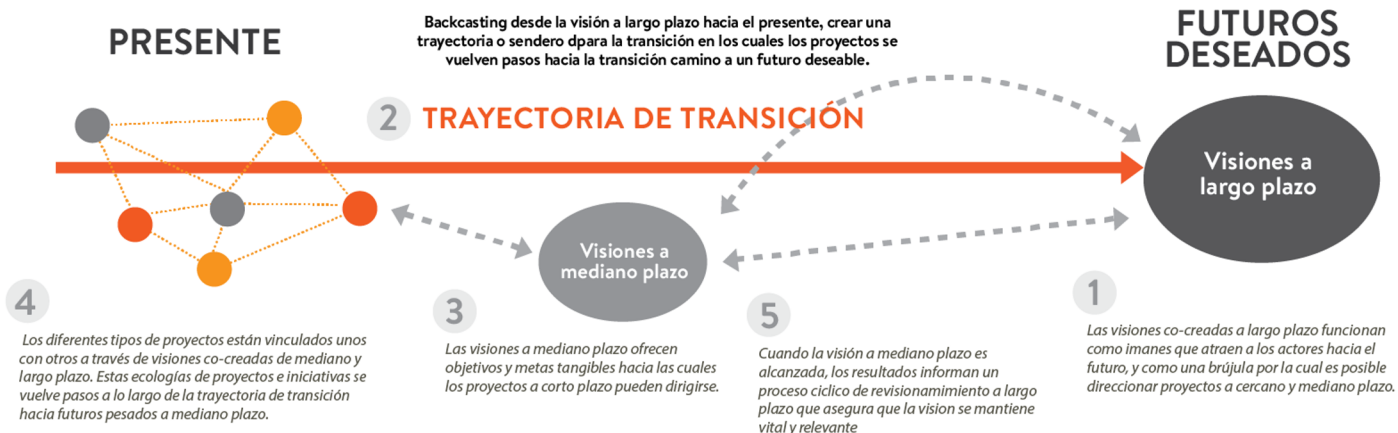 PRESENTE
Backcasting desde la visión a largo plazo hacia el presente, crear una
trayectoria o sendero dpara la transición en los cuales los proyectos se
vuelven pasos hacia la transición camino a un futuro deseable.
FUTUROS
DESEADOS
2 TRAYECTORIA DE TRANSICIÓN
Visiones a
largo plazo
Visiones a
mediano plazo
4
Los diferentes tipos de proyectos están vinculados unos
con otros a través de visiones co-creadas de mediano y
largo plazo. Estas ecologías de proyectos e iniciativas se
vuelve pasos a lo largo de la trayectoria de transición
hacia futuros pesados a mediano plazo.
3
Las visiones a mediano plazo ofrecen
objetivos y metas tangibles hacia las cuales
los proyectos a corto plazo pueden dirigirse.
5
Cuando la visión a mediano plazo es
alcanzada, los resultados informan un
proceso ciclico de revisionamimiento a largo
plazo que asegura que la vision se mantiene
vital y relevante
1
Las visiones co-creadas a largo plazo funcionan
como imanes que atraen a los actores hacia el
futuro, y como una brújula por la cual es posible
direccionar proyectos a cercano y mediano plazo.